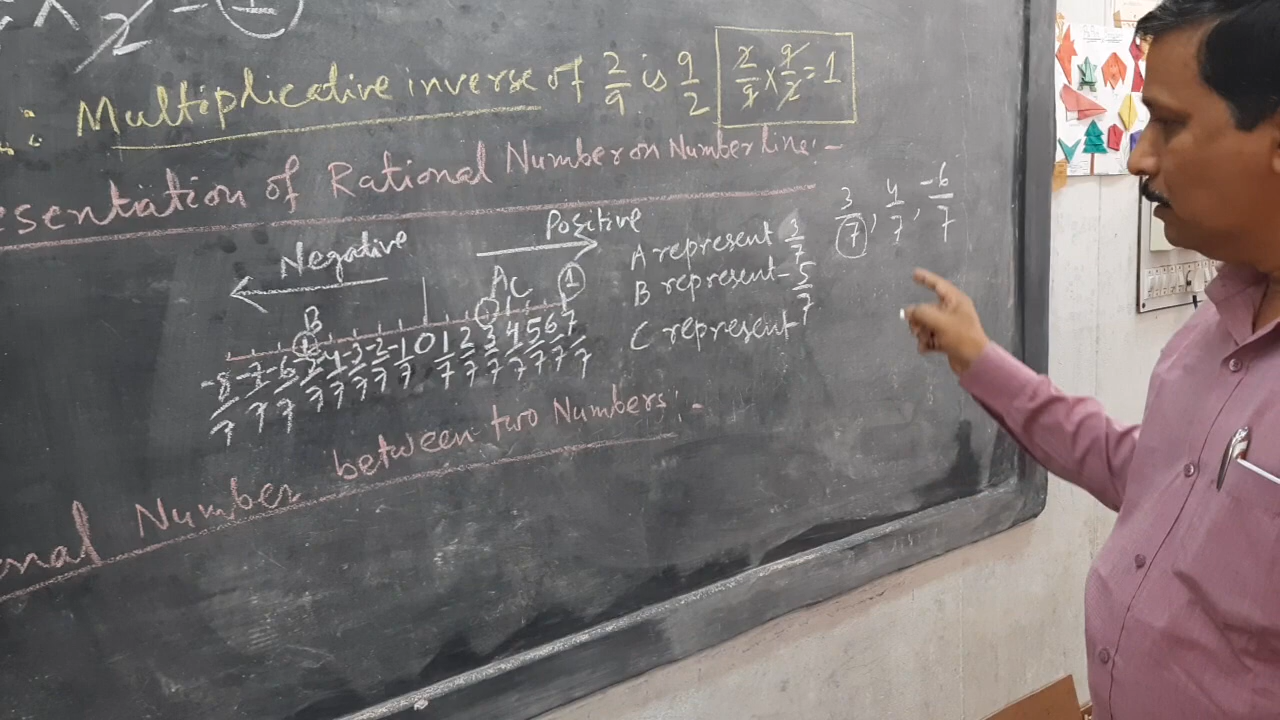 Multiplicative inverse of 2/9 is 9/2 2/9 x 9/2 = 1
esentation of Rational Number on Number line:-
3/7, 4/7, -6/7
Negative Positive
A represent 3/7
B represent -5/7
C represent
B A C 1
-8/7 -7/7 -6/7 -5/7 -4/7 -3/7 -2/7 -1/7 0 1/7 2/7 3/7 4/7 5/7 6/7 7/7
onal Number between two Numbers:-